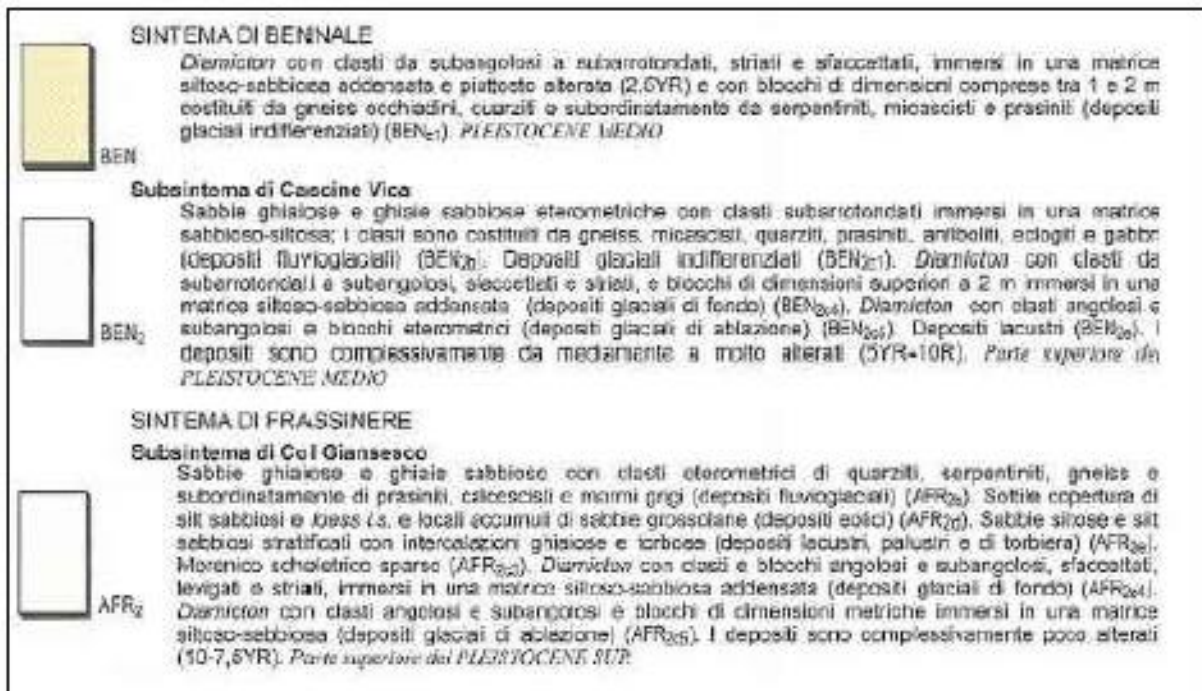 SINTEMA DI BENNALE
Diamicton con clasti da subangolosi a subarrotondati, striati e sfaccettati, immersi in una matrice
siltoso-sabbiosa addensata e piuttosto alterata (2,5YR) e con blocchi di dimensioni comprese tra 1 e 2 m
costituiti da gneiss occhiadini, quarziti e subordinatamente da serpentiniti, micascisti e prasiniti (depositi
glaciali indifferenziati) (BENc1). PLEISTOCENE MEDIO
BEN
Subsintema di Cascine Vica
Sabbie ghiaiose e ghiaie sabbiose eterometriche con clasti subarrotondati immersi in una matrice
sabbioso-siltosa; i clasti sono costituiti da gneiss, micascisti, quarziti, prasiniti, anfiboliti, eclogiti e gabbri
(depositi fluvioglaciali) (BEN2b). Depositi glaciali indifferenziati (BEN2c1). Diamicton con clasti da
subarrotondati a subangolosi, sfaccettati e striati, e blocchi di dimensioni superiori a 2 m immersi in una
matrice siltoso-sabbiosa addensata (depositi glaciali di fondo) (BEN2c4). Diamicton con clasti angolosi e
subangolosi e blocchi eterometrici (depositi glaciali di ablazione) (BEN2c5). Depositi lacustri (BEN2e). I
depositi sono complessivamente da mediamente a molto alterati (5YR-10R). Parte superiore del
PLEISTOCENE MEDIO
BEN2
SINTEMA DI FRASSINERE
Subsintema di Col Giansesco
Sabbie ghiaiose e ghiaie sabbiose con clasti eterometrici di quarziti, serpentiniti, gneiss e
subordinatamente di prasiniti, calcescisti e marmi grigi (depositi fluvioglaciali) (AFR2b). Sottile copertura di
silt sabbiosi e loess l.s. e locali accumuli di sabbie grossolane (depositi eolici) (AFR2d). Sabbie siltose e silt
sabbiosi stratificati con intercalazioni ghiaiose e torbose (depositi lacustri, palustri e di torbiera) (AFR2e).
Morenico scheletrico sparso (AFR2c3). Diamicton con clasti e blocchi angolosi e subangolosi, sfaccettati,
levigati e striati, immersi in una matrice siltoso-sabbiosa addensata (depositi glaciali di fondo) (AFR2c4).
Diamicton con clasti angolosi e subangolosi e blocchi di dimensioni metriche immersi in una matrice
siltoso-sabbiosa (depositi glaciali di ablazione) (AFR2c5). I depositi sono complessivamente poco alterati
(10-7,5YR). Parte superiore del PLEISTOCENE SUP.
AFR2